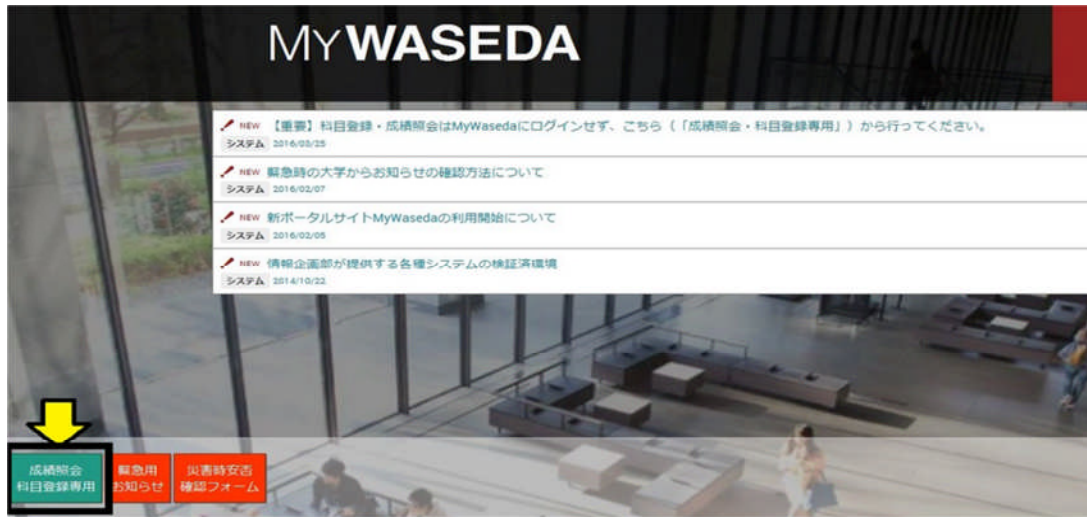 MYWASEDA
NEW 【重要】科目登録・成績照会はMyWasedaにログインせず、こちら（「成績照会・科目登録専用」）から行ってください。
システム 2016/03/25
NEW 緊急時の大学からお知らせの確認方法について
システム 2016/02/07
NEW 新ポータルサイトMyWasedaの利用開始について
システム 2016/02/05
NEW 情報企画部が提供する各種システムの検証済環境
システム 2014/10/22
成績照会
科目登録専用
緊急用
お知らせ
災害時安否
確認フォーム